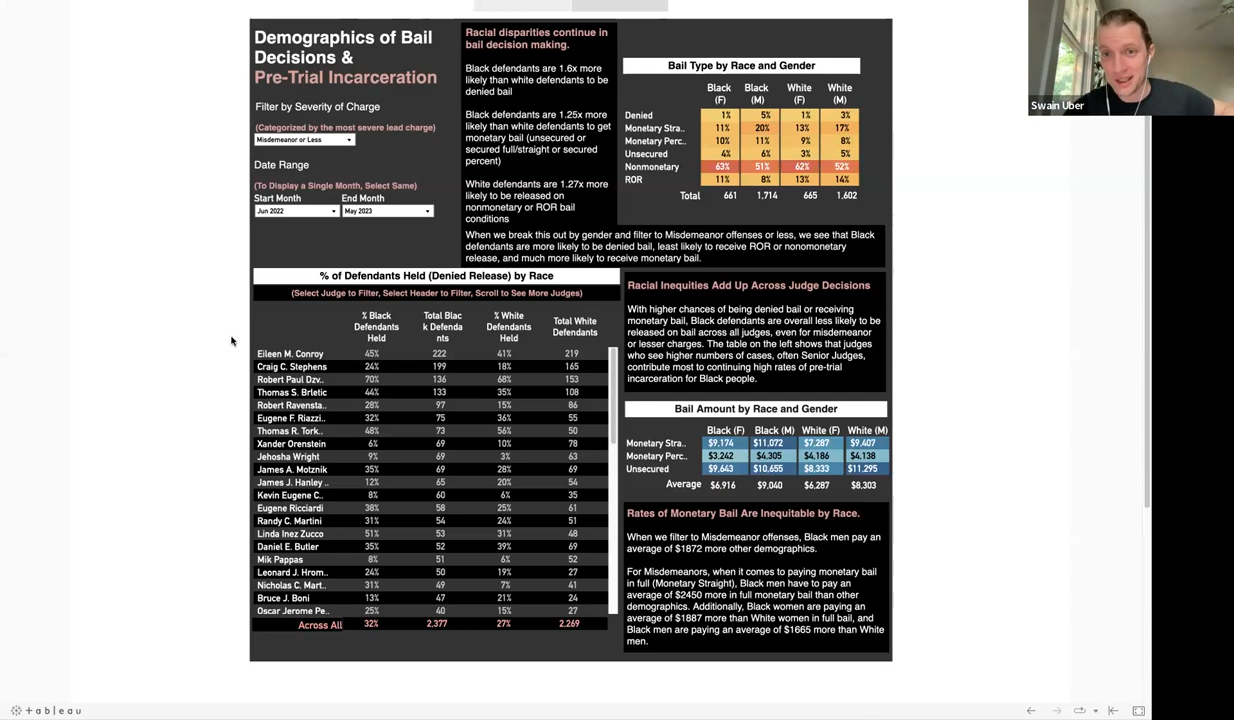 Demographics of Bail
Decisions &
Pre-Trial Incarceration
Filter by Severity of Charge
(Categorized by the most severe lead charge)
Misdemeanor or Less
Date Range
(To Display a Single Month, Select Same)
Start Month End Month
Jun 2022 May 2023
Racial disparities continue in
bail decision making.
Black defendants are 1.6x more
likely than white defendants to be
denied bail
Black defendants are 1.25x more
likely than white defendants to get
monetary bail (unsecured or
secured full/straight or secured
percent)
White defendants are 1.27x more
likely to be released on
nonmonetary or ROR bail
conditions
When we break this out by gender and filter to Misdemeanor offenses or less, we see that Black
defendants are more likely to be denied bail, least likely to receive ROR or nonomonetary
release, and much more likely to receive monetary bail.
Bail Type by Race and Gender
Black Black White White
(F) (M) (F) (M)
Denied 1% 5% 1% 3%
Monetary Stra.. 11% 20% 13% 17%
Monetary Perc.. 10% 11% 9% 8%
Unsecured 4% 6% 3% 5%
Nonmonetary 63% 51% 62% 52%
ROR 11% 8% 13% 14%
Total 661 1,714 665 1,602
% of Defendants Held (Denied Release) by Race
(Select Judge to Filter, Select Header to Filter, Scroll to See More Judges)
% Black Total Blac % White Total White
Defendants k Defenda Defendants Defendants
Held nts Held
Eileen M. Conroy 45% 222 41% 219
Craig C. Stephens 24% 199 18% 165
Robert Paul Dzv.. 70% 136 68% 153
Thomas S. Brletic 44% 133 35% 108
Robert Ravensta.. 28% 97 15% 86
Eugene F. Riazzi.. 32% 75 36% 55
Thomas R. Tork.. 48% 73 56% 50
Xander Orenstein 6% 69 10% 78
Jehosha Wright 9% 69 3% 63
James A. Motznik 35% 69 28% 69
James J. Hanley .. 12% 65 20% 54
Kevin Eugene C.. 8% 60 6% 35
Eugene Ricciardi 38% 58 25% 61
Randy C. Martini 31% 54 24% 51
Linda Inez Zucco 51% 53 31% 48
Daniel E. Butler 35% 52 39% 69
Mik Pappas 8% 51 6% 52
Leonard J. Hrom.. 24% 50 19% 27
Nicholas C. Mart.. 31% 49 7% 41
Bruce J. Boni 13% 47 21% 24
Oscar Jerome Pe.. 25% 40 15% 27
Across All 32% 2,377 27% 2,269
Racial Inequities Add Up Across Judge Decisions
With higher chances of being denied bail or receiving
monetary bail, Black defendants are overall less likely to be
released on bail across all judges, even for misdemeanor
or lesser charges. The table on the left shows that judges
who see higher numbers of cases, often Senior Judges,
contribute most to continuing high rates of pre-trial
incarceration for Black people.
Bail Amount by Race and Gender
Black (F) Black (M) White (F) White (M)
Monetary Stra.. $9,174 $11,072 $7,287 $9,407
Monetary Perc.. $3,242 $4,305 $4,186 $4,138
Unsecured $9,643 $10,655 $8,333 $11,295
Average $6,916 $9,040 $6,287 $8,303
Rates of Monetary Bail Are Inequitable by Race.
When we filter to Misdemeanor offenses, Black men pay an
average of $1872 more other demographics.
For Misdemeanors, when it comes to paying monetary bail
in full (Monetary Straight), Black men have to pay an
average of $2450 more in full monetary bail than other
demographics. Additionally, Black women are paying an
average of $1887 more than White women in full bail, and
Black men are paying an average of $1665 more than White
men.
Swain Uber
+ a b l e a u